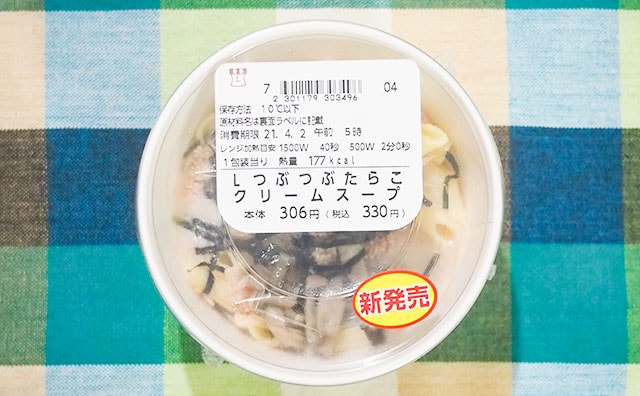 7
04
2 301179 303496
保存方法 10℃以下
原材料名は裏面ラベルに記載
消費期限 21. 4. 2 午前 5時
レンジ加熱目安 1500W 40秒 500W 2分0秒
1包装当り 熱量 177kcal
Lつぶつぶたらこ
クリームスープ
本体 306円(税込 330円)
新発売